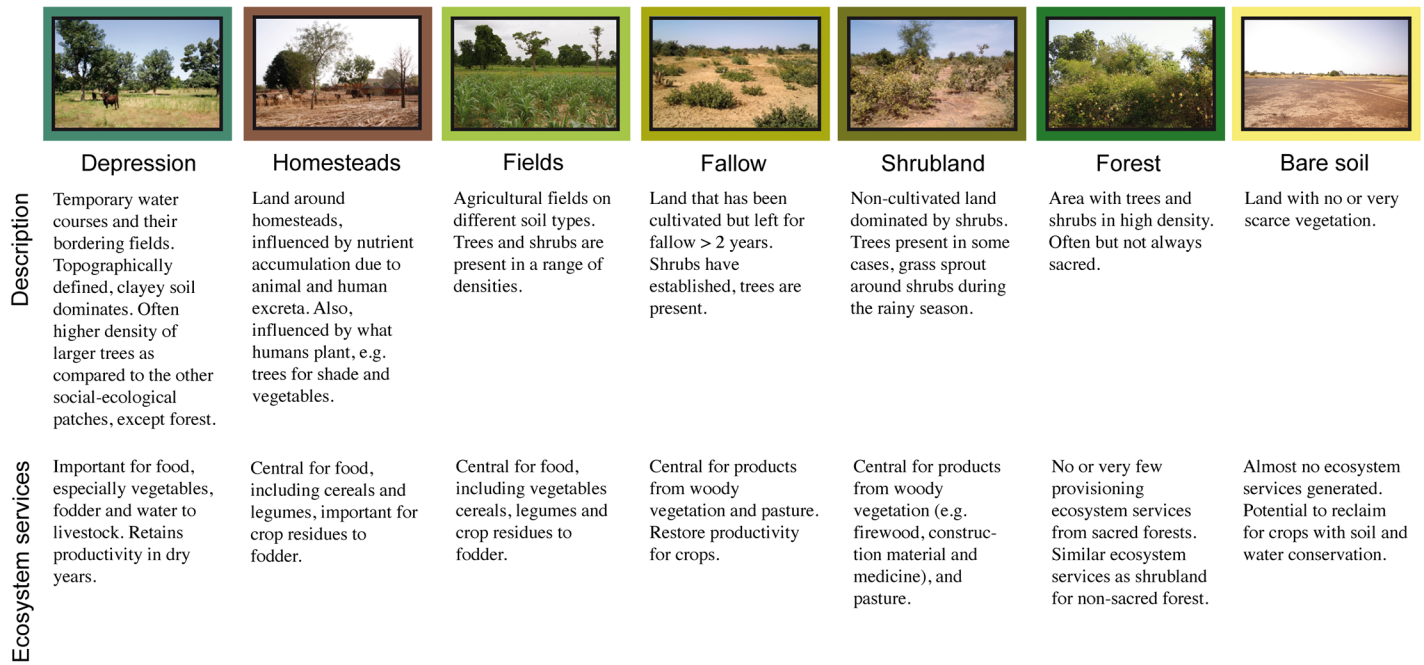 Depression
Homesteads
Fields
Fallow
Shrubland
Forest
Bare soil
Description
Temporary water
courses and their
bordering fields.
Topographically
defined, clayey soil
dominates. Often
higher density of
larger trees as
compared to the other
social-ecological
patches, except forest.
Land around
homesteads,
influenced by nutrient
accumulation due to
animal and human
excreta. Also,
influenced by what
humans plant, e.g.
trees for shade and
vegetables.
Agricultural fields on
different soil types.
Trees and shrubs are
present in a range of
densities.
Land that has been
cultivated but left for
fallow > 2 years.
Shrubs have
established, trees are
present.
Non-cultivated land
dominated by shrubs.
Trees present in some
cases, grass sprout
around shrubs during
the rainy season.
Area with trees and
shrubs in high density.
Often but not always
sacred.
Land with no or very
scarce vegetation.
Ecosystem services
Important for food,
especially vegetables,
fodder and water to
livestock. Retains
productivity in dry
years.
Central for food,
including cereals and
legumes, important for
crop residues to
fodder.
Central for food,
including vegetables
cereals, legumes and
crop residues to
fodder.
Central for products
from woody
vegetation and pasture.
Restore productivity
for crops.
Central for products
from woody
vegetation (e.g.
firewood, construc-
tion material and
medicine), and
pasture.
No or very few
provisioning
ecosystem services
from sacred forests.
Similar ecosystem
services as shrubland
for non-sacred forest.
Almost no ecosystem
services generated.
Potential to reclaim
for crops with soil and
water conservation.